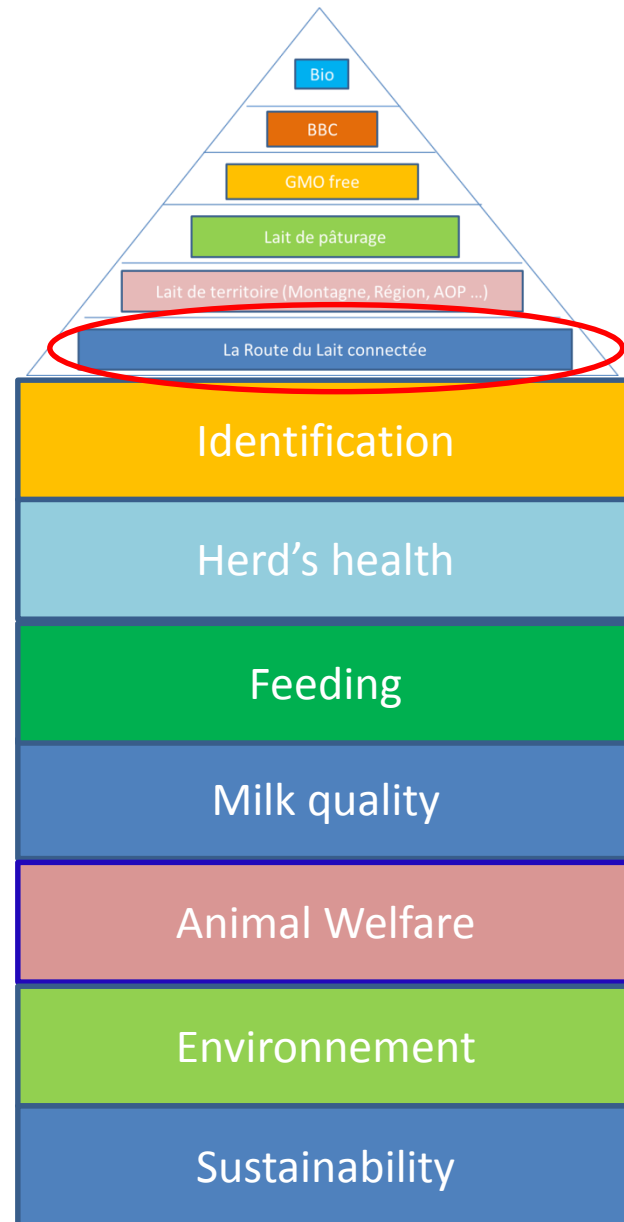 Bio
BBC
GMO free
Lait de pâturage
Lait de territoire (Montagne, Région, AOP ...)
La Route du Lait connectée
Identification
Herd’s health
Feeding
Milk quality
Animal Welfare
Environnement
Sustainability